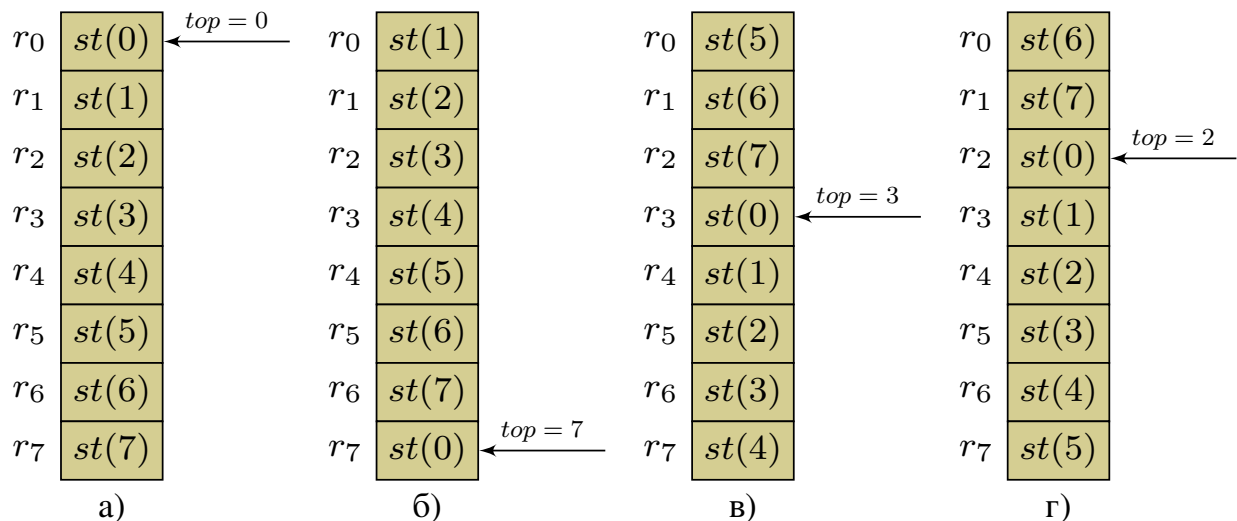 top = 0
r0 st(0) r0 st(1) r0 st(5) r0 st(6)
r1 st(1) r1 st(2) r1 st(6) r1 st(7)
top = 2
r2 st(2) r2 st(3) r2 st(7) r2 st(0)
top = 3
r3 st(3) r3 st(4) r3 st(0) r3 st(1)
r4 st(4) r4 st(5) r4 st(1) r4 st(2)
r5 st(5) r5 st(6) r5 st(2) r5 st(3)
r6 st(6) r6 st(7) r6 st(3) r6 st(4)
top = 7
r7 st(7) r7 st(0) r7 st(4) r7 st(5)
а) б) в) г)